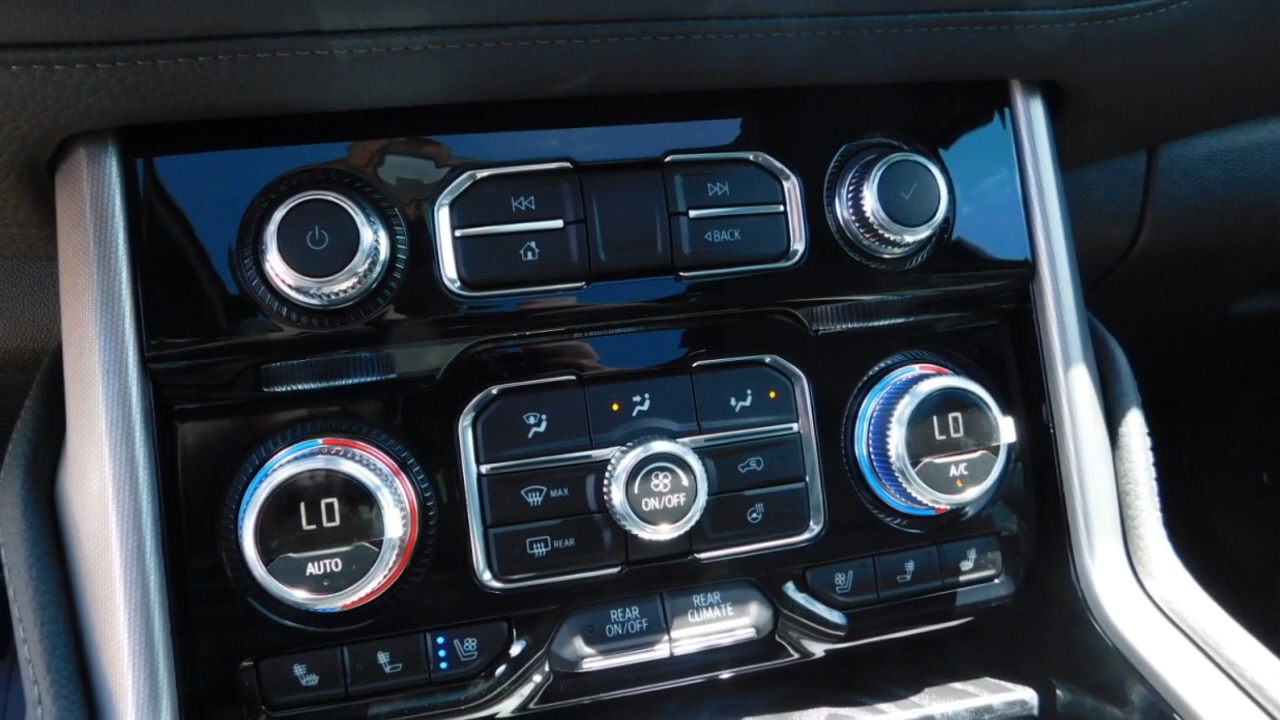 ◁BACK
LO
AUTO
MAX
REAR
ON/OFF
LO
A/C
REAR
ON/OFF
REAR
CLIMATE